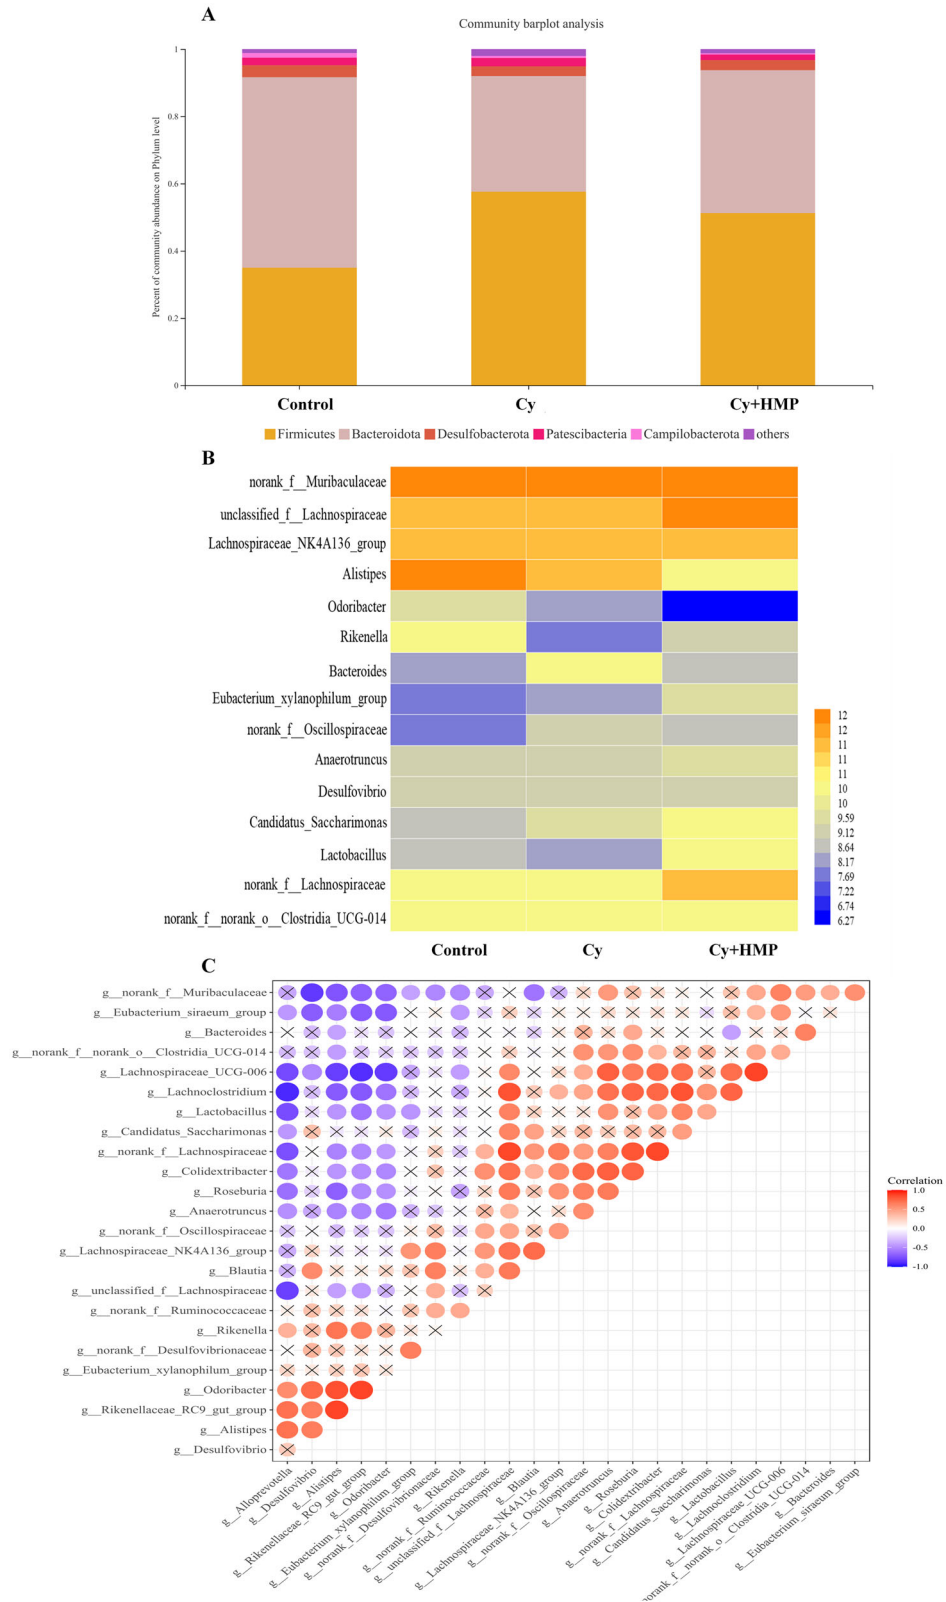 A
Community barplot analysis
Percent of community abundance on Phylum level
1
0.8
0.6
0.4
0.2
0
Control
Cy
Cy+HMP
Firmicutes
Bacteroidota
Desulfobacterota
Patescibacteria
Campilobacterota
others
B
norank_f__Muribaculaceae
unclassified_f__Lachnospiraceae
Lachnospiraceae_NK4A136_group
Alistipes
Odoribacter
Rikenella
Bacteroides
Eubacterium_xylanophilum_group
norank_f__Oscillospiraceae
Anaerotruncus
Desulfovibrio
Candidatus_Saccharimonas
Lactobacillus
norank_f__Lachnospiraceae
norank_f__norank_o__Clostridia_UCG-014
12
12
11
11
11
10
10
9.59
9.12
8.64
8.17
7.69
7.22
6.74
6.27
Control
Cy
Cy+HMP
C
g__norank_f__Muribaculaceae
g__Eubacterium_siraeum_group
g__Bacteroides
g__norank_f__norank_o__Clostridia_UCG-014
g__Lachnospiraceae_UCG-006
g__Lachnoclostridium
g__Lactobacillus
g__Candidatus_Saccharimonas
g__norank_f__Lachnospiraceae
g__Colidextribacter
g__Roseburia
g__Anaerotruncus
g__norank_f__Oscillospiraceae
g__Lachnospiraceae_NK4A136_group
g__Blautia
g__unclassified_f__Lachnospiraceae
g__norank_f__Ruminococcaceae
g__Rikenella
g__norank_f__Desulfovibrionaceae
g__Eubacterium_xylanophilum_group
g__Odoribacter
g__Rikenellaceae_RC9_gut_group
g__Alistipes
g__Desulfovibrio
Correlation
1.0
0.5
0.0
-0.5
-1.0
g__Alloprevotella
g__Desulfovibrio
g__Alistipes
g__Rikenellaceae_RC9_gut_group
g__Odoribacter
g__Eubacterium_xylanophilum_group
g__norank_f__Desulfovibrionaceae
g__Rikenella
g__norank_f__Ruminococcaceae
g__unclassified_f__Lachnospiraceae
g__Blautia
g__Lachnospiraceae_NK4A136_group
g__norank_f__Oscillospiraceae
g__Anaerotruncus
g__Roseburia
g__Colidextribacter
g__norank_f__Lachnospiraceae
g__Candidatus_Saccharimonas
g__Lactobacillus
g__Lachnoclostridium
g__Lachnospiraceae_UCG-006
norank_f__norank_o__Clostridia_UCG-014
g__Bacteroides
g__Eubacterium_siraeum_group